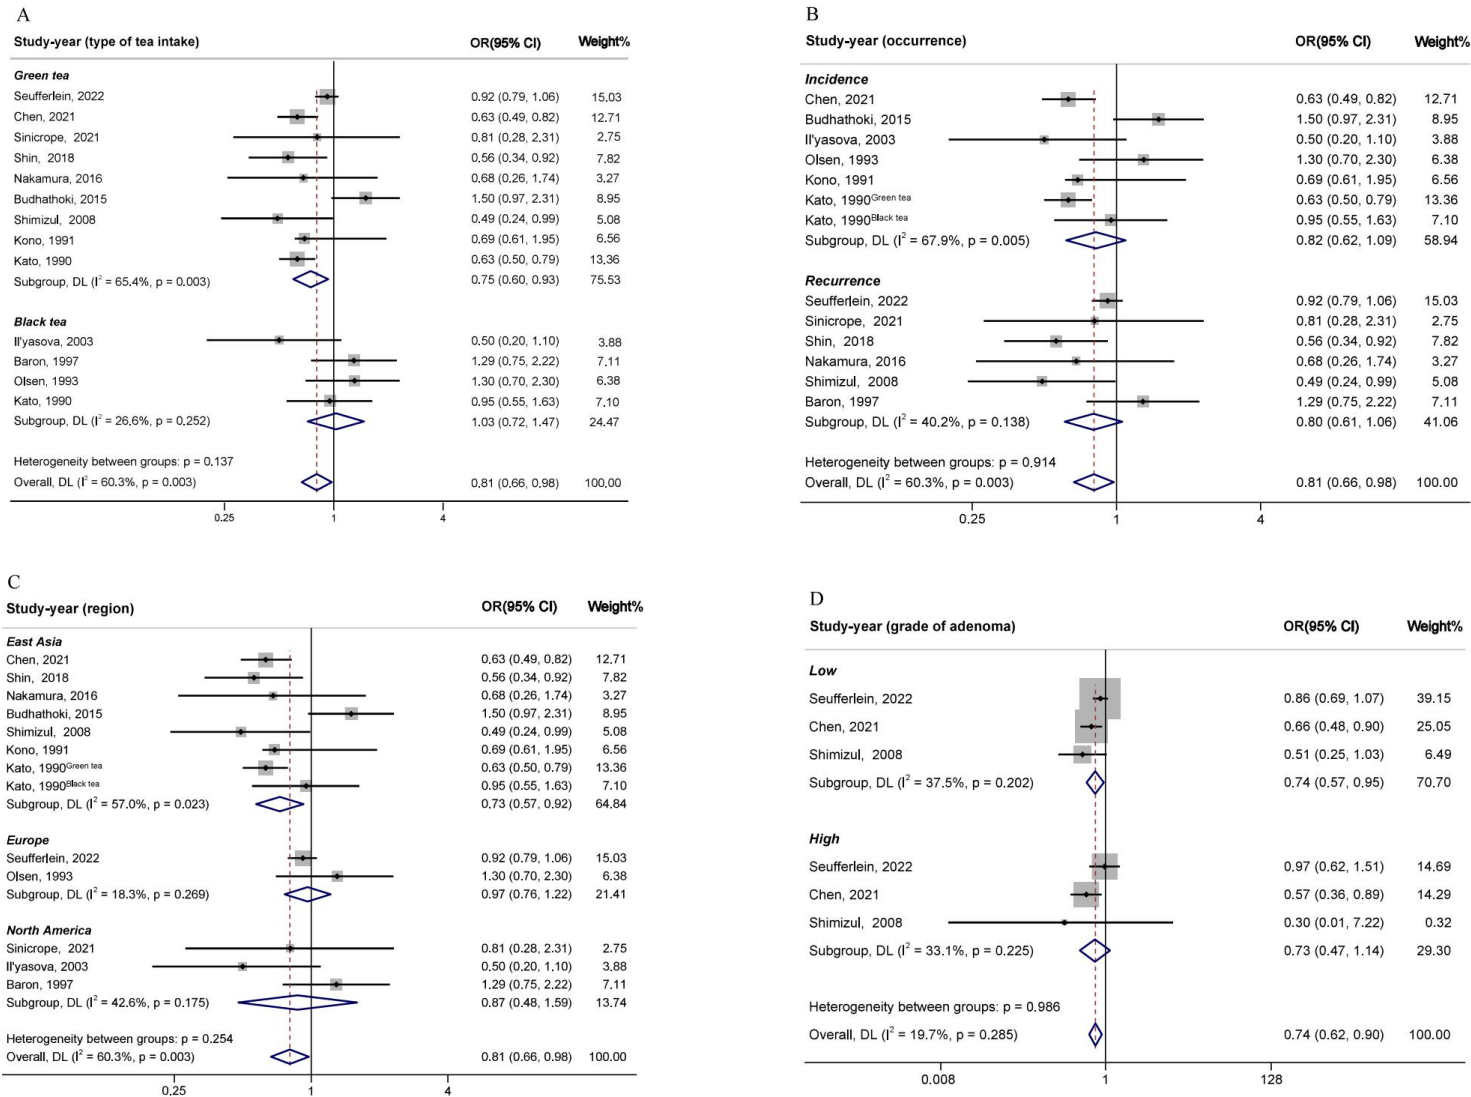 A
Study-year (type of tea intake) OR(95% CI) Weight%
Green tea
Seufferlein, 2022 0.92 (0.79, 1.06) 15.03
Chen, 2021 0.63 (0.49, 0.82) 12.71
Sinicrope, 2021 0.81 (0.28, 2.31) 2.75
Shin, 2018 0.56 (0.34, 0.92) 7.82
Nakamura, 2016 0.68 (0.26, 1.74) 3.27
Budhathoki, 2015 1.50 (0.97, 2.31) 8.95
Shimizul, 2008 0.49 (0.24, 0.99) 5.08
Kono, 1991 0.69 (0.61, 1.95) 6.56
Kato, 1990 0.63 (0.50, 0.79) 13.36
Subgroup, DL (I² = 65.4%, p = 0.003) 0.75 (0.60, 0.93) 75.53
Black tea
Il'yasova, 2003 0.50 (0.20, 1.10) 3.88
Baron, 1997 1.29 (0.75, 2.22) 7.11
Olsen, 1993 1.30 (0.70, 2.30) 6.38
Kato, 1990 0.95 (0.55, 1.63) 7.10
Subgroup, DL (I² = 26.6%, p = 0.252) 1.03 (0.72, 1.47) 24.47
Heterogeneity between groups: p = 0.137
Overall, DL (I² = 60.3%, p = 0.003) 0.81 (0.66, 0.98) 100.00
0.25 1 4
B
Study-year (occurrence) OR(95% CI) Weight%
Incidence
Chen, 2021 0.63 (0.49, 0.82) 12.71
Budhathoki, 2015 1.50 (0.97, 2.31) 8.95
Il'yasova, 2003 0.50 (0.20, 1.10) 3.88
Olsen, 1993 1.30 (0.70, 2.30) 6.38
Kono, 1991 0.69 (0.61, 1.95) 6.56
Kato, 1990 Green tea 0.63 (0.50, 0.79) 13.36
Kato, 1990 Black tea 0.95 (0.55, 1.63) 7.10
Subgroup, DL (I² = 67.9%, p = 0.005) 0.82 (0.62, 1.09) 58.94
Recurrence
Seufferlein, 2022 0.92 (0.79, 1.06) 15.03
Sinicrope, 2021 0.81 (0.28, 2.31) 2.75
Shin, 2018 0.56 (0.34, 0.92) 7.82
Nakamura, 2016 0.68 (0.26, 1.74) 3.27
Shimizul, 2008 0.49 (0.24, 0.99) 5.08
Baron, 1997 1.29 (0.75, 2.22) 7.11
Subgroup, DL (I² = 40.2%, p = 0.138) 0.80 (0.61, 1.06) 41.06
Heterogeneity between groups: p = 0.914
Overall, DL (I² = 60.3%, p = 0.003) 0.81 (0.66, 0.98) 100.00
0.25 1 4
C
Study-year (region) OR(95% CI) Weight%
East Asia
Chen, 2021 0.63 (0.49, 0.82) 12.71
Shin, 2018 0.56 (0.34, 0.92) 7.82
Nakamura, 2016 0.68 (0.26, 1.74) 3.27
Budhathoki, 2015 1.50 (0.97, 2.31) 8.95
Shimizul, 2008 0.49 (0.24, 0.99) 5.08
Kono, 1991 0.69 (0.61, 1.95) 6.56
Kato, 1990 Green tea 0.63 (0.50, 0.79) 13.36
Kato, 1990 Black tea 0.95 (0.55, 1.63) 7.10
Subgroup, DL (I² = 57.0%, p = 0.023) 0.73 (0.57, 0.92) 64.84
Europe
Seufferlein, 2022 0.92 (0.79, 1.06) 15.03
Olsen, 1993 1.30 (0.70, 2.30) 6.38
Subgroup, DL (I² = 18.3%, p = 0.269) 0.97 (0.76, 1.22) 21.41
North America
Sinicrope, 2021 0.81 (0.28, 2.31) 2.75
Il'yasova, 2003 0.50 (0.20, 1.10) 3.88
Baron, 1997 1.29 (0.75, 2.22) 7.11
Subgroup, DL (I² = 42.6%, p = 0.175) 0.87 (0.48, 1.59) 13.74
Heterogeneity between groups: p = 0.254
Overall, DL (I² = 60.3%, p = 0.003) 0.81 (0.66, 0.98) 100.00
0.25 1 4
D
Study-year (grade of adenoma) OR(95% CI) Weight%
Low
Seufferlein, 2022 0.86 (0.69, 1.07) 39.15
Chen, 2021 0.66 (0.48, 0.90) 25.05
Shimizul, 2008 0.51 (0.25, 1.03) 6.49
Subgroup, DL (I² = 37.5%, p = 0.202) 0.74 (0.57, 0.95) 70.70
High
Seufferlein, 2022 0.97 (0.62, 1.51) 14.69
Chen, 2021 0.57 (0.36, 0.89) 14.29
Shimizul, 2008 0.30 (0.01, 7.22) 0.32
Subgroup, DL (I² = 33.1%, p = 0.225) 0.73 (0.47, 1.14) 29.30
Heterogeneity between groups: p = 0.986
Overall, DL (I² = 19.7%, p = 0.285) 0.74 (0.62, 0.90) 100.00
0.008 1 128